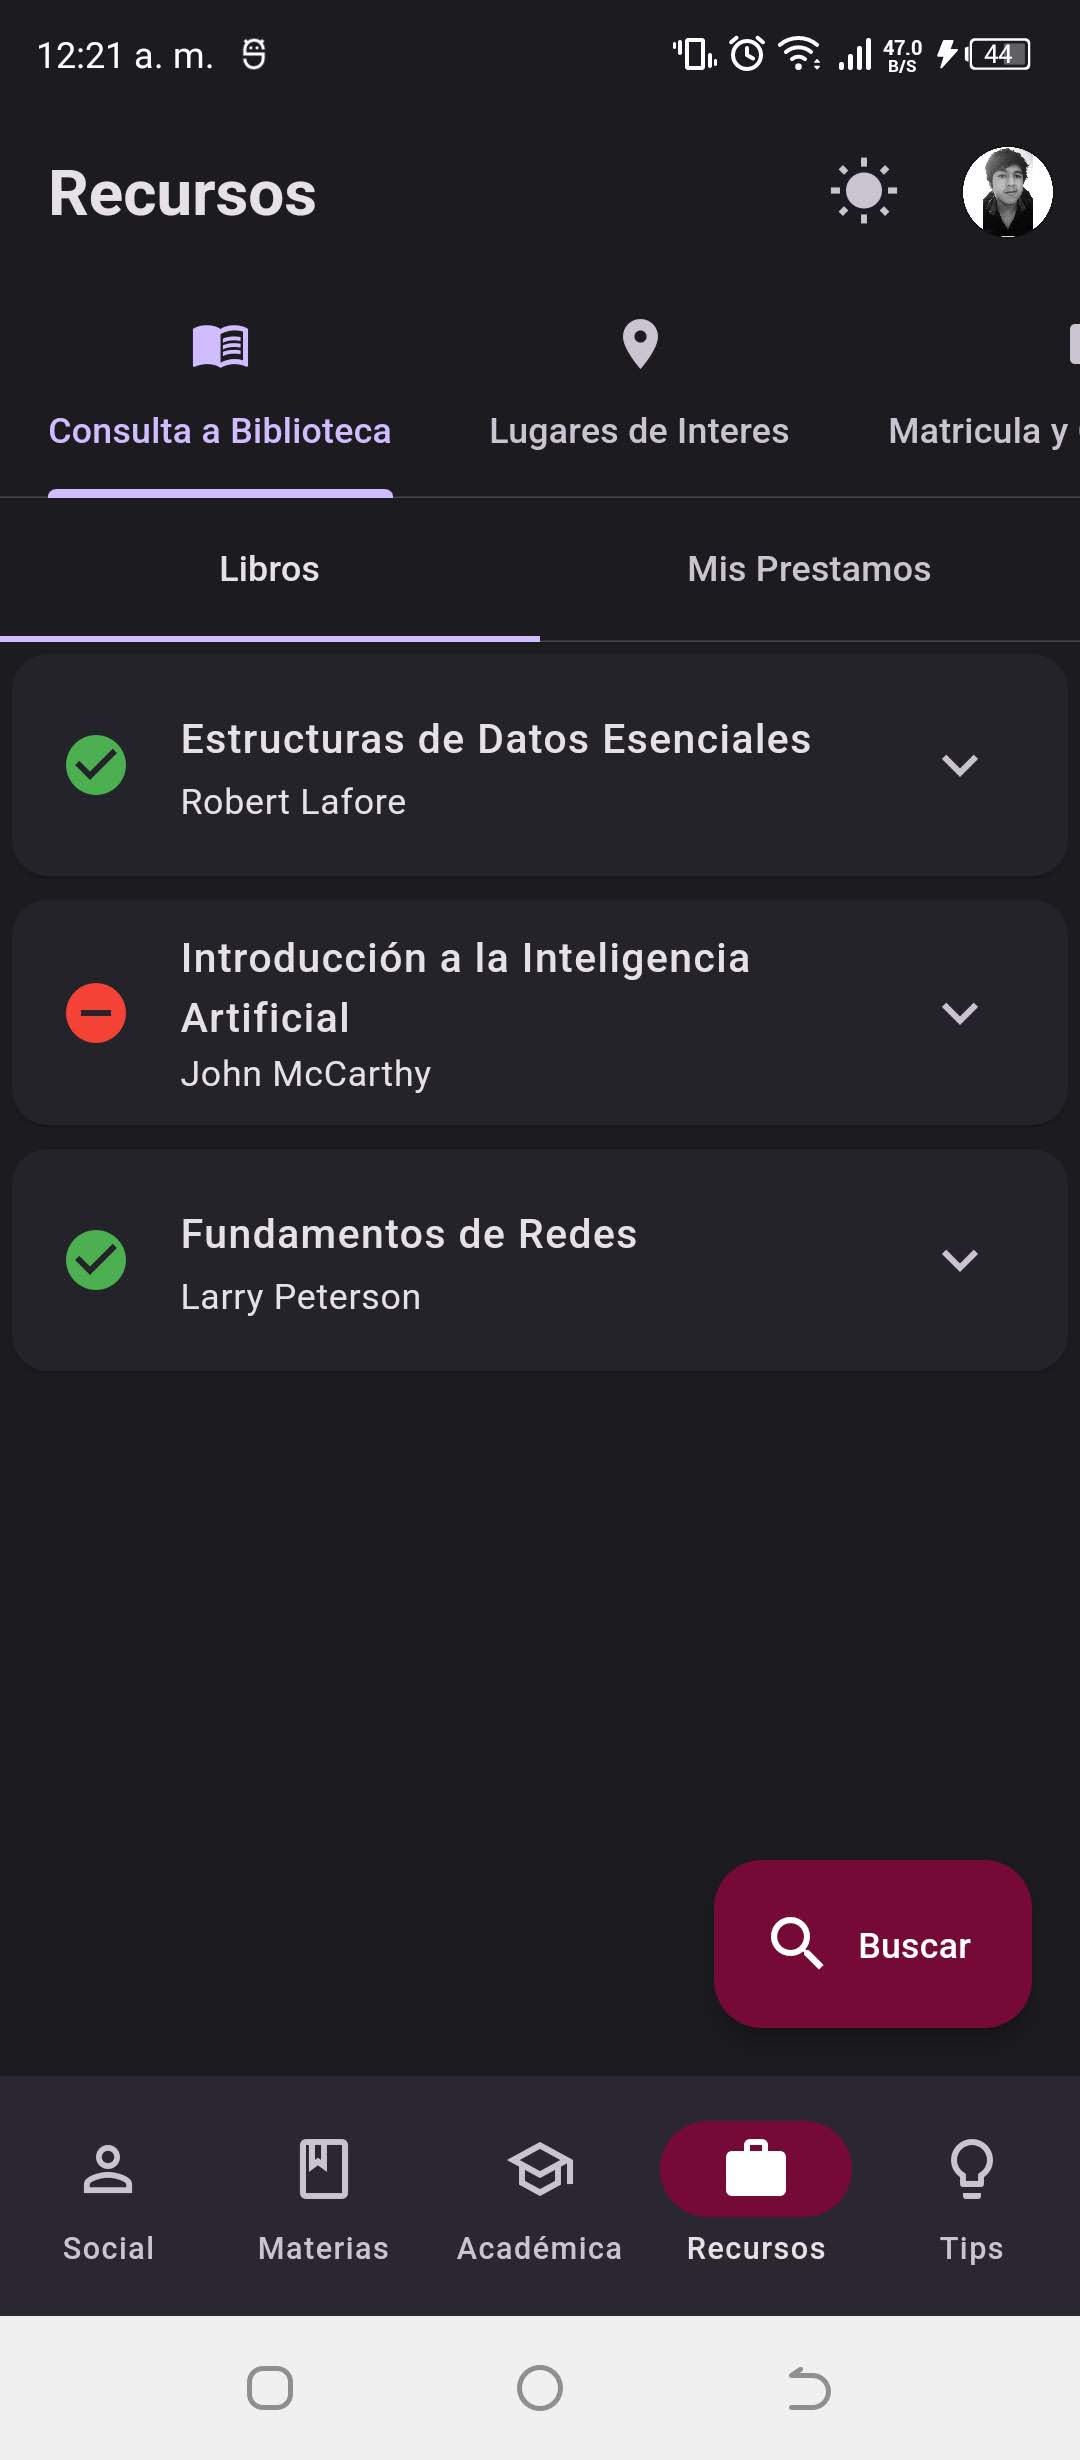 12:21 a. m.
47.0
B/S
44
Recursos
Consulta a Biblioteca
Lugares de Interes
Matricula y
Libros
Mis Prestamos
Estructuras de Datos Esenciales
Robert Lafore
Introducción a la Inteligencia
Artificial
John McCarthy
Fundamentos de Redes
Larry Peterson
Buscar
Social
Materias
Académica
Recursos
Tips